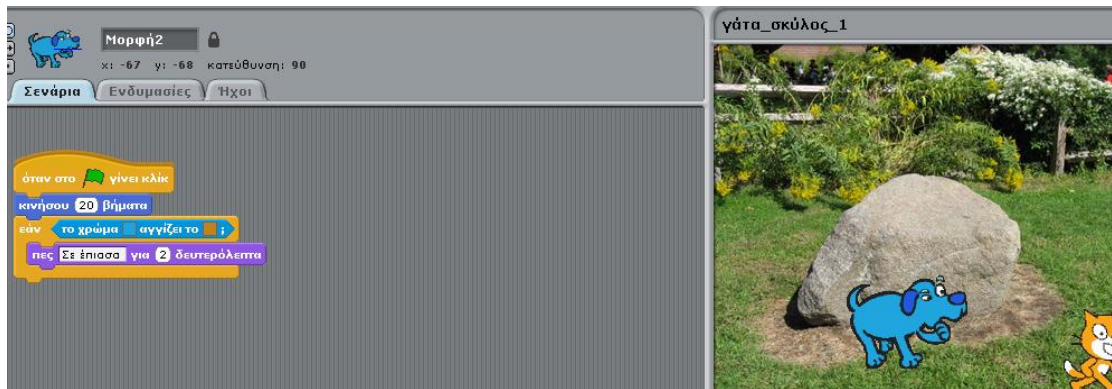 Μορφή2
x: -67 y: -68 κατεύθυνση: 90
Σενάρια Ενδυμασίες Ήχοι
όταν στο γίνει κλίκ
κινήσου 20 βήματα
εάν το χρώμα αγγίζει το ;
πες Σε έπιασα για 2 δευτερόλεπτα
γάτα_σκύλος_1